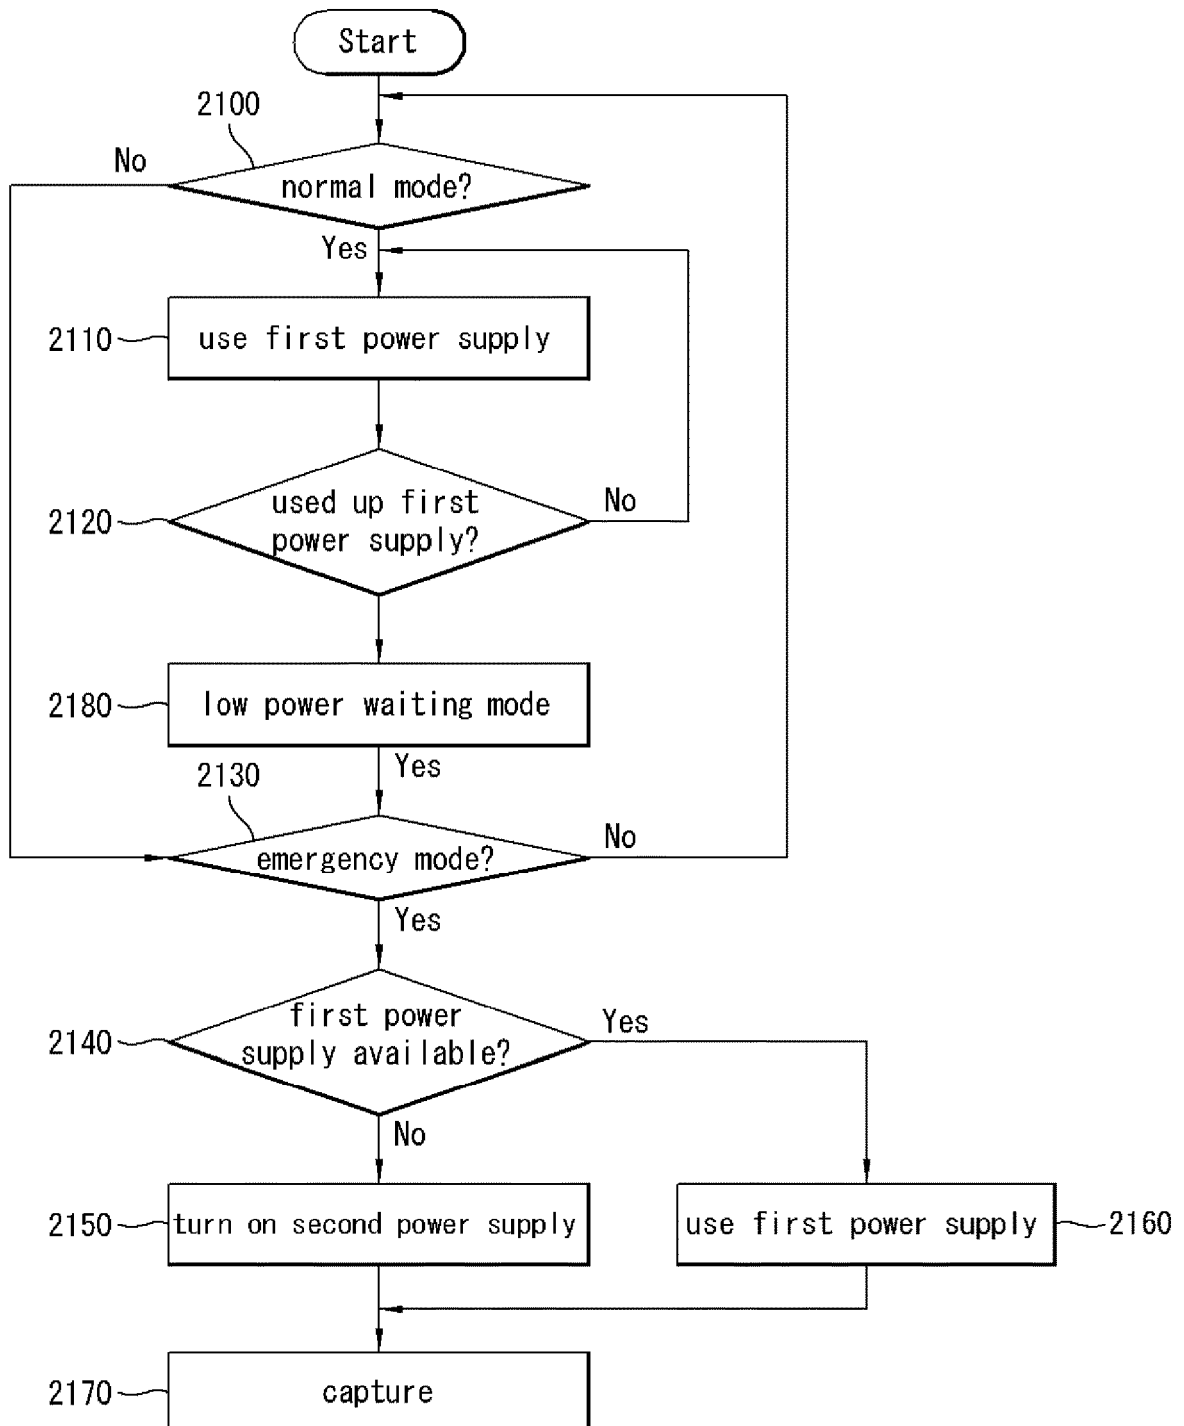 Start
2100
No
normal mode?
Yes
2110
use first power supply
2120
used up first
power supply?
No
2180
low power waiting mode
Yes
2130
emergency mode?
No
Yes
2140
first power
supply available?
Yes
No
2150
turn on second power supply
use first power supply
2160
2170
capture